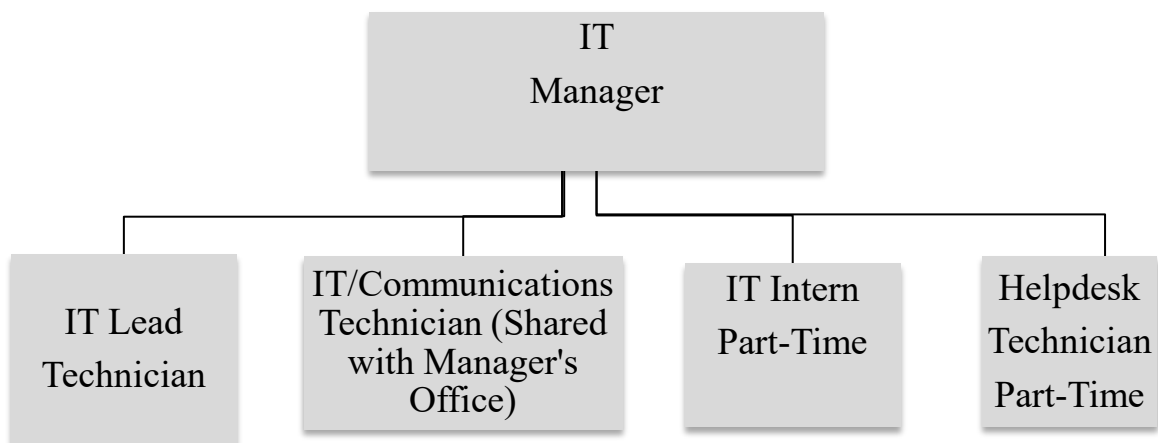 IT
Manager
IT Lead
Technician
IT/Communications
Technician (Shared
with Manager's
Office)
IT Intern
Part-Time
Helpdesk
Technician
Part-Time